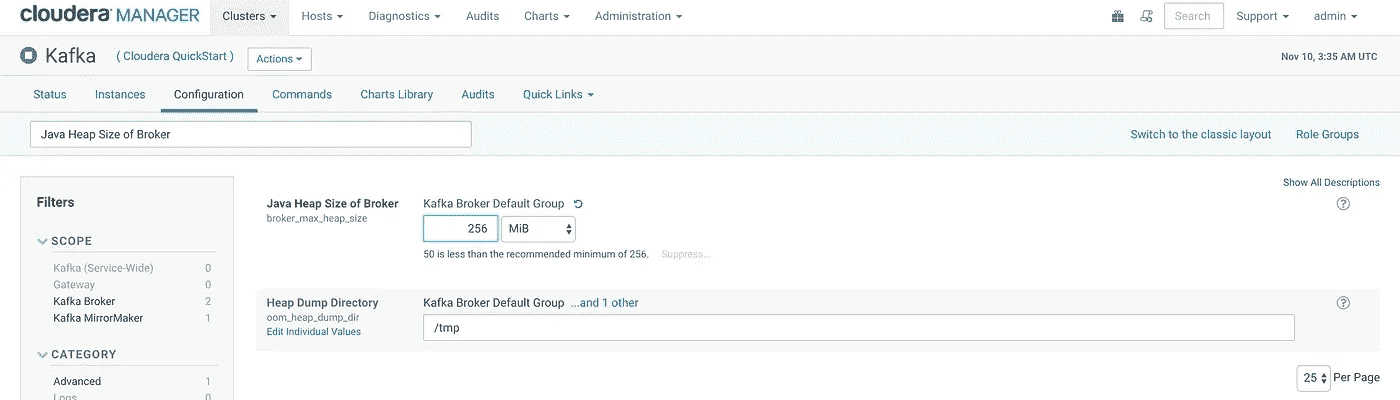 cloudera MANAGER Clusters Hosts Diagnostics Audits Charts Administration Search Support admin
Kafka ( Cloudera QuickStart ) Actions Nov 10, 3:35 AM UTC
Status Instances Configuration Commands Charts Library Audits Quick Links
Java Heap Size of Broker Switch to the classic layout Role Groups
Show All Descriptions
Filters
SCOPE
Kafka (Service-Wide) 0
Gateway 0
Kafka Broker 2
Kafka MirrorMaker 1
CATEGORY
Advanced 1
Logs 0
Java Heap Size of Broker Kafka Broker Default Group ?
broker_max_heap_size
256 MiB
50 is less than the recommended minimum of 256. Suppress...
Heap Dump Directory Kafka Broker Default Group ...and 1 other ?
oom_heap_dump_dir
Edit Individual Values
/tmp
25 Per Page